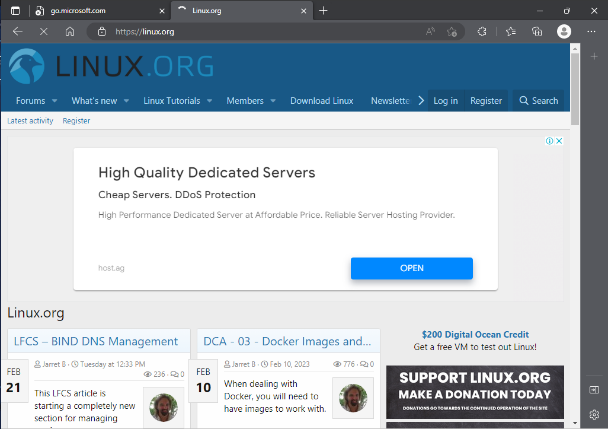 go.microsoft.com
Linux.org
https://linux.org
LINUX.ORG
Forums What's new Linux Tutorials Members Download Linux Newslette Log in Register Search
Latest activity Register
High Quality Dedicated Servers
Cheap Servers. DDoS Protection
High Performance Dedicated Server at Affordable Price. Reliable Server Hosting Provider.
host.ag
OPEN
Linux.org
LFCS – BIND DNS Management
Jarret B · Tuesday at 12:33 PM
236 · 0
FEB
21
This LFCS article is
starting a completely new
section for managing
DCA - 03 - Docker Images and...
Jarret B · Feb 10, 2023
776 · 0
FEB
10
When dealing with
Docker, you will need to
have images to work with.
$200 Digital Ocean Credit
Get a free VM to test out Linux!
SUPPORT LINUX.ORG
MAKE A DONATION TODAY
DONATIONS GO TOWARDS THE CONTINUED OPERATION OF THE SITE